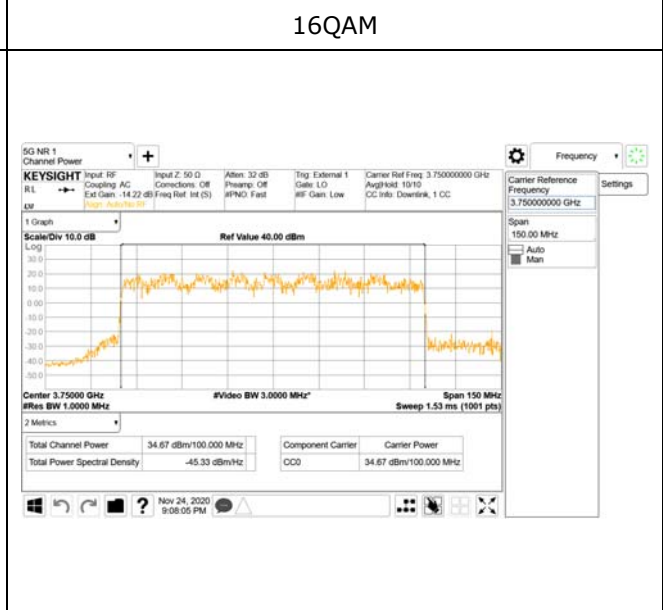 16QAM
5G NR 1
Channel Power
Frequency
KEYSIGHT
RL
Input: RF
Coupling: AC
Ext Gain: -14.22 dB
Align: Auto/No RF
Input Z: 50 Ω
Corrections: Off
Freq Ref: Int (S)
Atten: 32 dB
Preamp: Off
#PNO: Fast
Trig: External 1
Gate: LO
#IF Gain: Low
Carrier Ref Freq: 3.750000000 GHz
Avg|Hold: 10/10
CC Info: Downlink, 1 CC
Carrier Reference
Frequency
3.750000000 GHz
Settings
Span
150.00 MHz
Auto
Man
1 Graph
Scale/Div 10.0 dB
Ref Value 40.00 dBm
Log
30.0
20.0
10.0
0.00
-10.0
-20.0
-30.0
-40.0
-50.0
Center 3.75000 GHz
#Video BW 3.0000 MHz*
Span 150 MHz
#Res BW 1.0000 MHz
Sweep 1.53 ms (1001 pts)
2 Metrics
Total Channel Power 34.67 dBm/100.000 MHz
Total Power Spectral Density -45.33 dBm/Hz
Component Carrier Carrier Power
CC0 34.67 dBm/100.000 MHz
?
Nov 24, 2020
9:08:05 PM